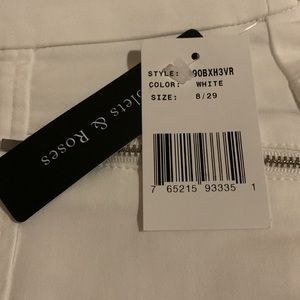 STYLE: 90BXH3VR
COLOR: WHITE
SIZE: 8/29
7 65215 93335 1
& Roses